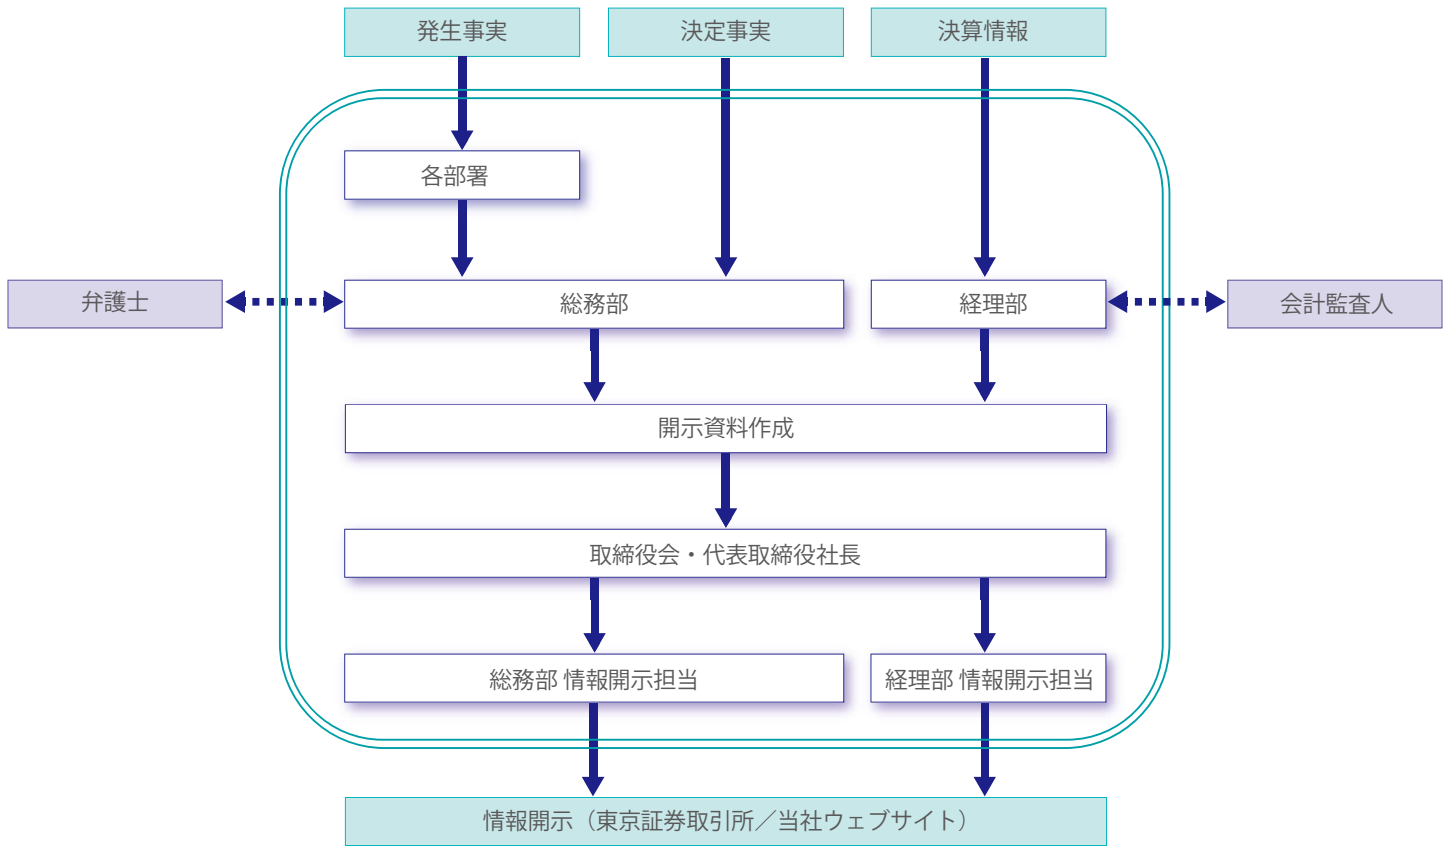 発生事実
決定事実
決算情報
各部署
弁護士
総務部
経理部
会計監査人
開示資料作成
取締役会・代表取締役社長
総務部 情報開示担当
経理部 情報開示担当
情報開示（東京証券取引所／当社ウェブサイト）